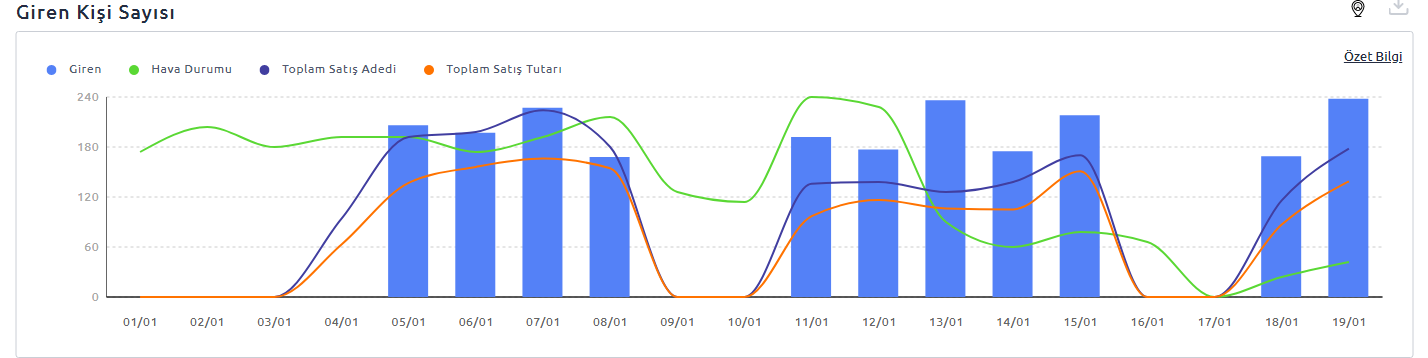 Giren Kişi Sayısı
Özet Bilgi
Giren Hava Durumu Toplam Satış Adedi Toplam Satış Tutarı
240
180
120
60
0
01/01 02/01 03/01 04/01 05/01 06/01 07/01 08/01 09/01 10/01 11/01 12/01 13/01 14/01 15/01 16/01 17/01 18/01 19/01